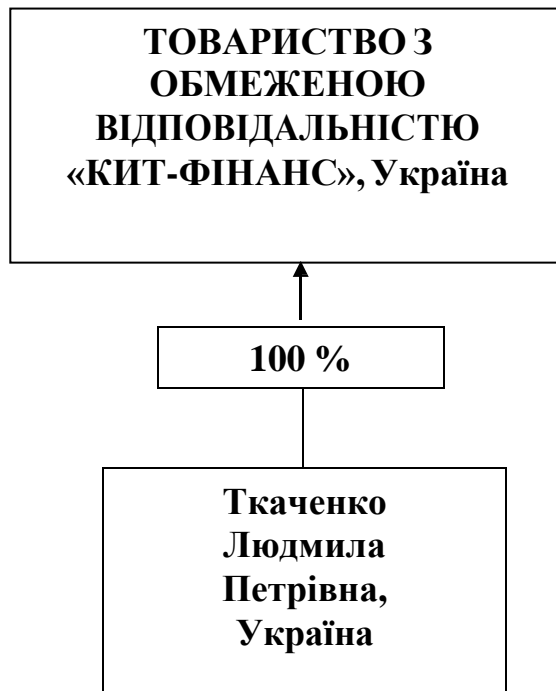 ТОВАРИСТВО З
ОБМЕЖЕНОЮ
ВІДПОВІДАЛЬНІСТЮ
«КИТ-ФІНАНС», Україна
100 %
Ткаченко
Людмила
Петрівна,
Україна